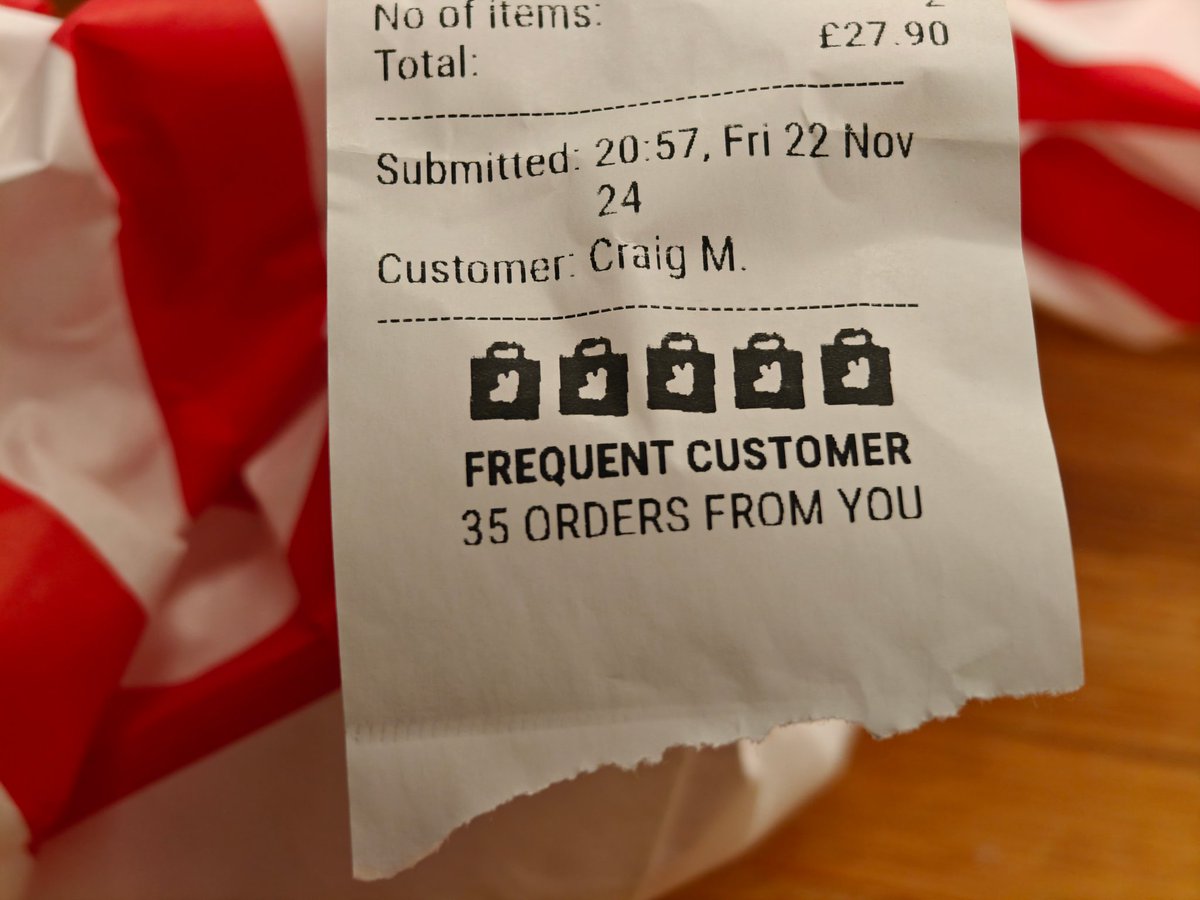 No of items: 2
£27.90
Total:
Submitted: 20:57, Fri 22 Nov
24
Customer: Craig M.
FREQUENT CUSTOMER
35 ORDERS FROM YOU